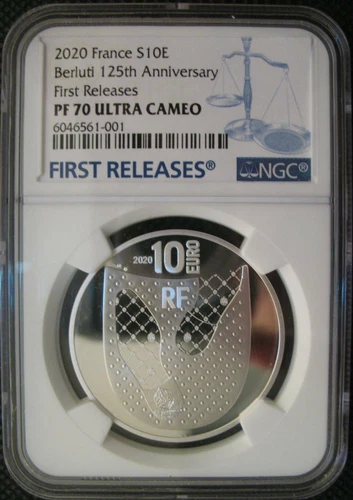 2020 France S10E
Berluti 125th Anniversary
First Releases
PF 70 ULTRA CAMEO
6046561-001
FIRST RELEASES®
NGC®
2020 10 EURO
RF